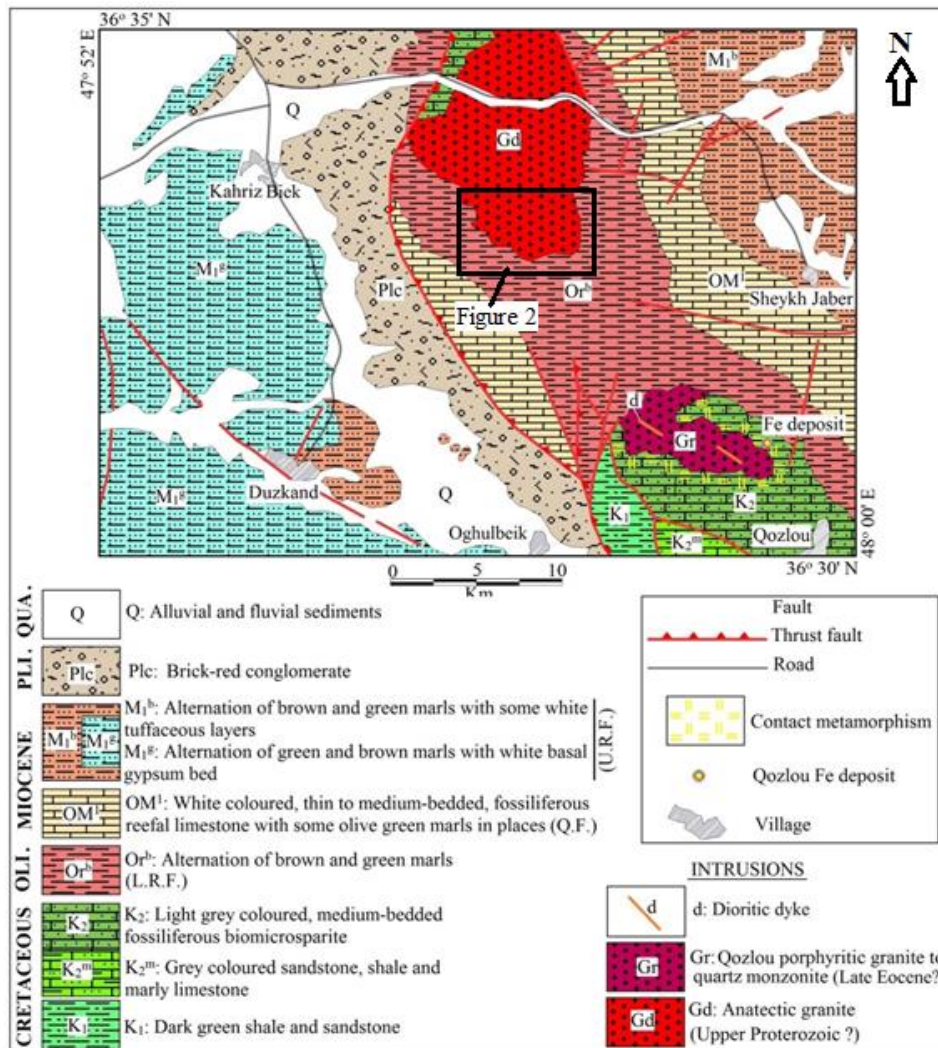 36° 35' N
47° 52' E
N
M₁ᵇ
Q
Gd
Kahriz Biek
M₁ᵍ
Plc
Orᵇ
OM¹
Sheykh Jaber
Figure 2
d
Gr
Fe deposit
M₁ᵍ
Duzkand
Q
K₁
K₂
Oghulbeik
K₂ᵐ
Qozlou
48° 00' E
36° 30' N
0 5 10
Km
QUA.
Q
Q: Alluvial and fluvial sediments
PLI.
Plc
Plc: Brick-red conglomerate
MIOCENE
M₁ᵇ
M₁ᵍ
M₁ᵇ: Alternation of brown and green marls with some white
tuffaceous layers
M₁ᵍ: Alternation of green and brown marls with white basal
gypsum bed
(U.R.F.)
OM¹
OM¹: White coloured, thin to medium-bedded, fossiliferous
reefal limestone with some olive green marls in places (Q.F.)
OLI.
Orᵇ
Orᵇ: Alternation of brown and green marls
(L.R.F.)
CRETACEOUS
K₂
K₂: Light grey coloured, medium-bedded
fossiliferous biomicrosparite
K₂ᵐ
K₂ᵐ: Grey coloured sandstone, shale and
marly limestone
K₁
K₁: Dark green shale and sandstone
Fault
Thrust fault
Road
Contact metamorphism
Qozlou Fe deposit
Village
INTRUSIONS
d
d: Dioritic dyke
Gr
Gr: Qozlou porphyritic granite to
quartz monzonite (Late Eocene?
Gd
Gd: Anatectic granite
(Upper Proterozoic ?)